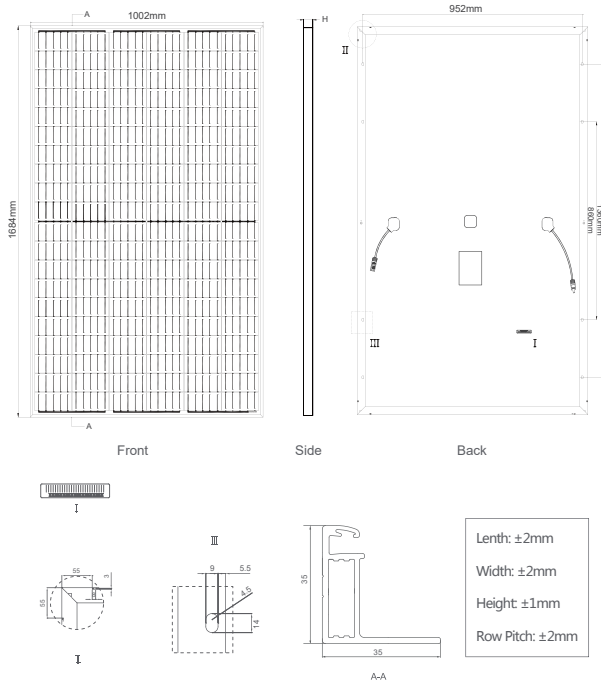 A
1002mm
H
952mm
II
1684mm
860mm
III
I
A
Front
Side
Back
I
III
55
3
9
5.5
55
4.5
14
35
35
A-A
Lenth: ±2mm
Width: ±2mm
Height: ±1mm
Row Pitch: ±2mm